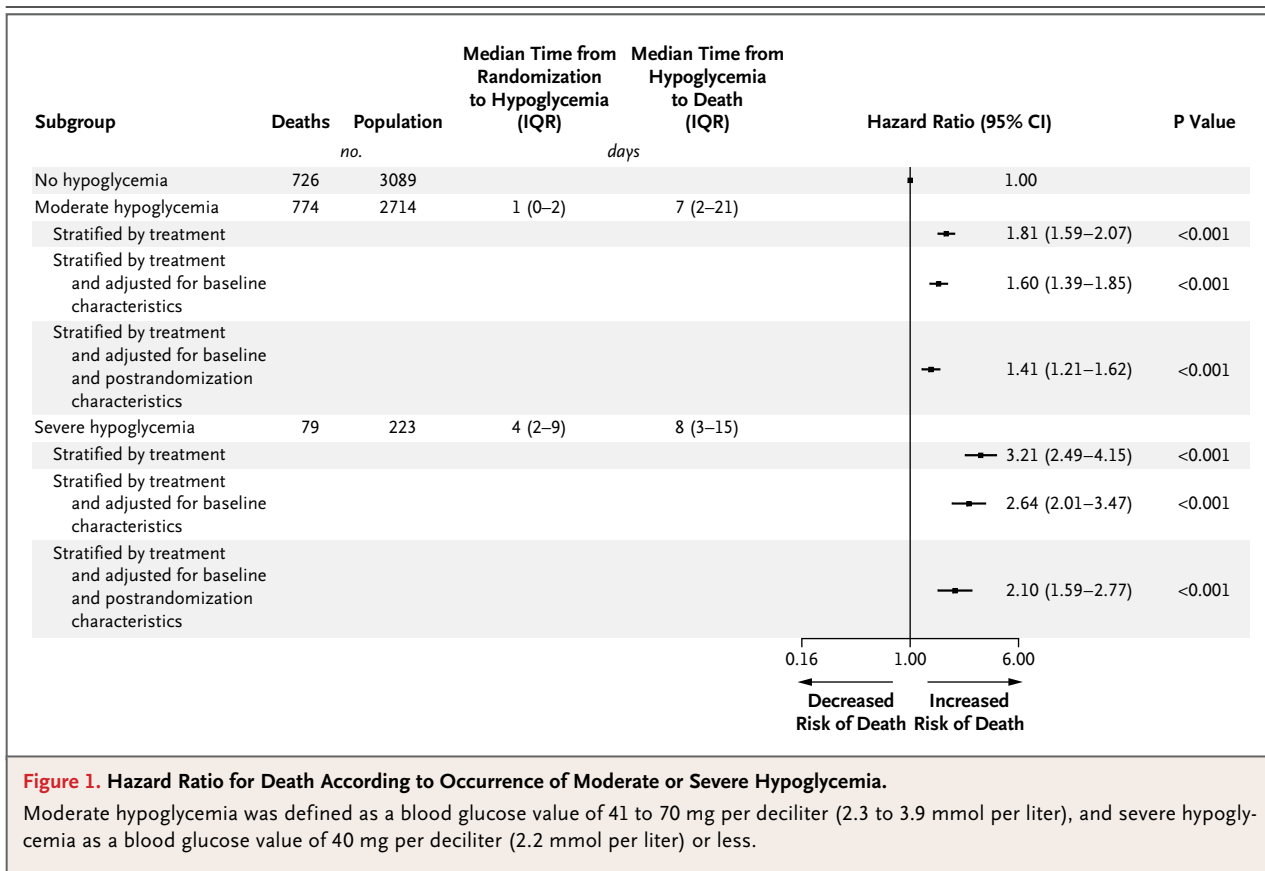 Median Time from Randomization to Hypoglycemia (IQR)
Median Time from Hypoglycemia to Death (IQR)
Subgroup Deaths Population Hazard Ratio (95% CI) P Value
no. days
No hypoglycemia 726 3089 1.00
Moderate hypoglycemia 774 2714 1 (0–2) 7 (2–21)
Stratified by treatment 1.81 (1.59–2.07) <0.001
Stratified by treatment
and adjusted for baseline 1.60 (1.39–1.85) <0.001
characteristics
Stratified by treatment
and adjusted for baseline
and postrandomization 1.41 (1.21–1.62) <0.001
characteristics
Severe hypoglycemia 79 223 4 (2–9) 8 (3–15)
Stratified by treatment 3.21 (2.49–4.15) <0.001
Stratified by treatment
and adjusted for baseline 2.64 (2.01–3.47) <0.001
characteristics
Stratified by treatment
and adjusted for baseline
and postrandomization 2.10 (1.59–2.77) <0.001
characteristics
0.16 1.00 6.00
Decreased Increased
Risk of Death Risk of Death
Figure 1. Hazard Ratio for Death According to Occurrence of Moderate or Severe Hypoglycemia.
Moderate hypoglycemia was defined as a blood glucose value of 41 to 70 mg per deciliter (2.3 to 3.9 mmol per liter), and severe hypogly-
cemia as a blood glucose value of 40 mg per deciliter (2.2 mmol per liter) or less.